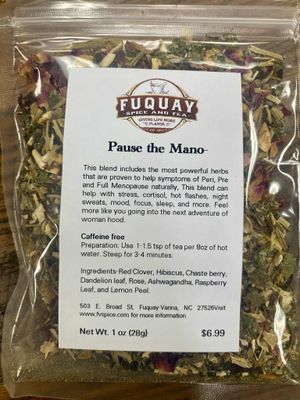 FUQUAY
SPICE AND TEA
GIVING LIFE MORE
FLAVOR
Pause the Mano-
This blend includes the most powerful herbs
that are proven to help symptoms of Peri, Pre
and Full Menopause naturally, This blend can
help with stress, cortisol, hot flashes, night
sweats, mood, focus, sleep, and more. Feel
more like you going into the next adventure of
woman hood.
Caffeine free
Preparation: Use 1-1.5 tsp of tea per 8oz of hot
water. Steep for 3-4 minutes.
Ingredients-Red Clover, Hibiscus, Chaste berry,
Dandelion leaf, Rose, Ashwagandha, Raspberry
Leaf, and Lemon Peel.
503 E. Broad St. Fuquay-Varina, NC 27526Visit
www.fvspice.com for more information
Net Wt. 1 oz (28g) $6.99